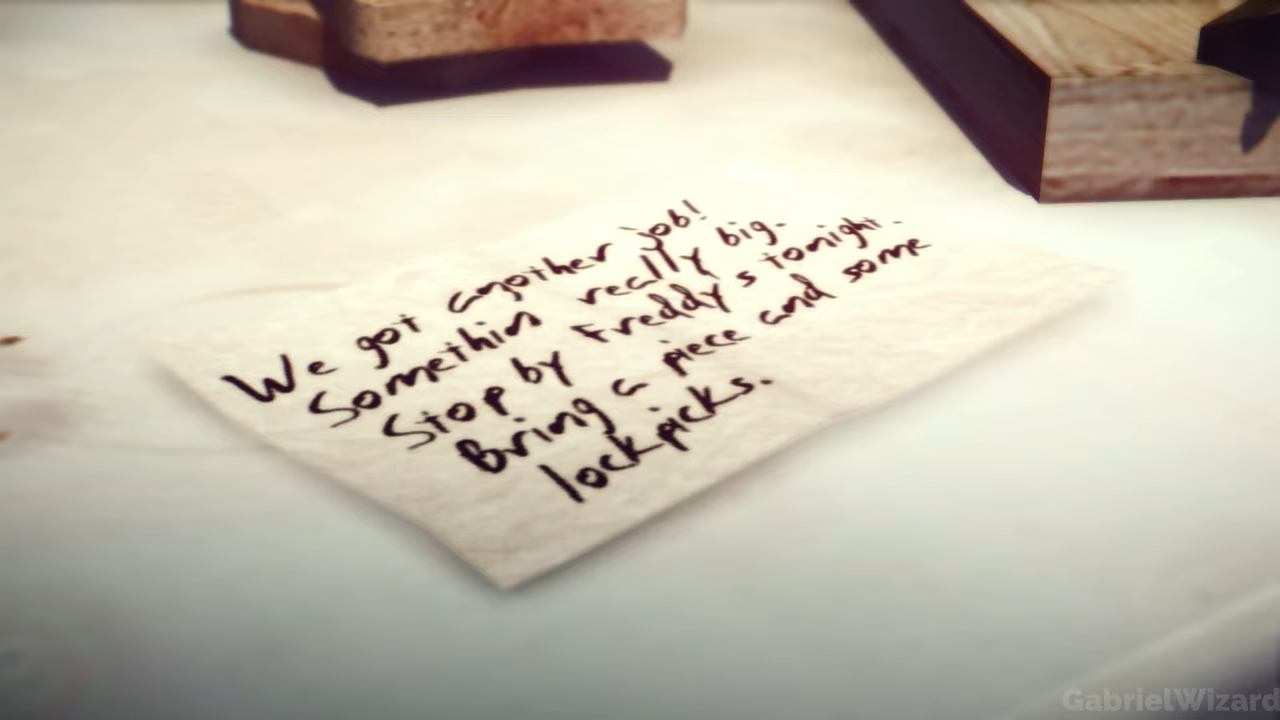 We got another job!
Somethin really big.
Stop by Freddy's tonight.
Bring a piece and some
lockpicks.
GabrielWizard